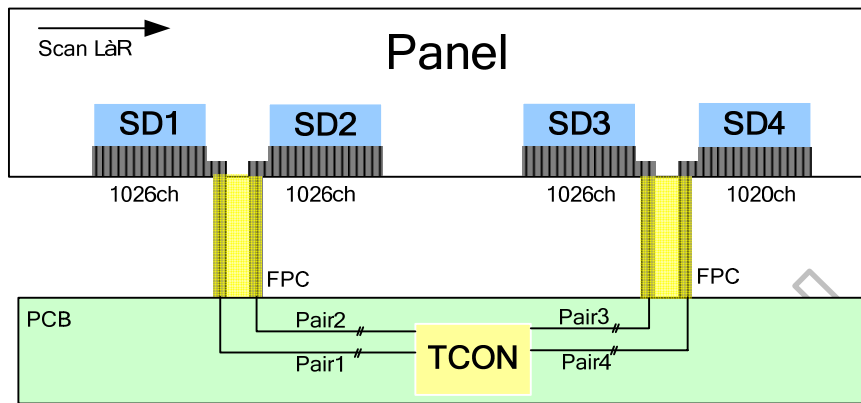 Scan LàR
Panel
SD1
SD2
SD3
SD4
1026ch
1026ch
1026ch
1020ch
FPC
FPC
PCB
Pair2
Pair3
Pair1
TCON
Pair4